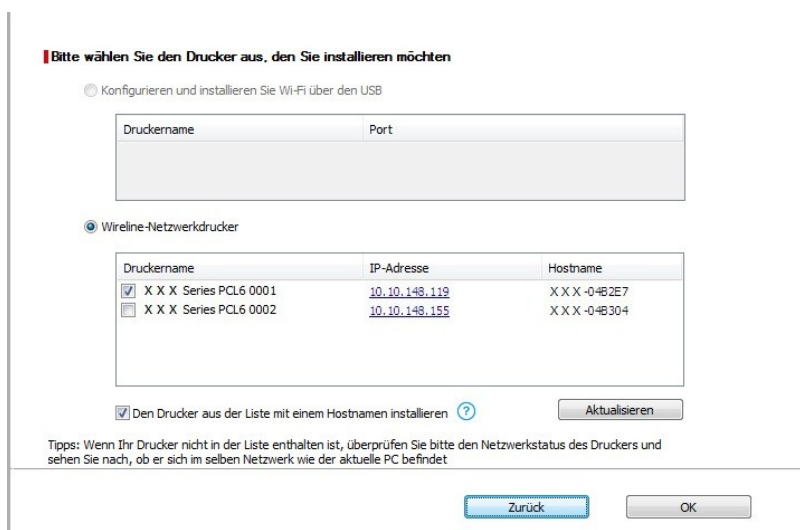 Bitte wählen Sie den Drucker aus, den Sie installieren möchten
Konfigurieren und installieren Sie Wi-Fi über den USB
Druckername Port
Wireline-Netzwerkdrucker
Druckername IP-Adresse Hostname
X X X Series PCL6 0001 10.10.148.119 X X X -04B2E7
X X X Series PCL6 0002 10.10.148.155 X X X -04B304
Den Drucker aus der Liste mit einem Hostnamen installieren ?
Aktualisieren
Tipps: Wenn Ihr Drucker nicht in der Liste enthalten ist, überprüfen Sie bitte den Netzwerkstatus des Druckers und
sehen Sie nach, ob er sich im selben Netzwerk wie der aktuelle PC befindet
Zurück OK